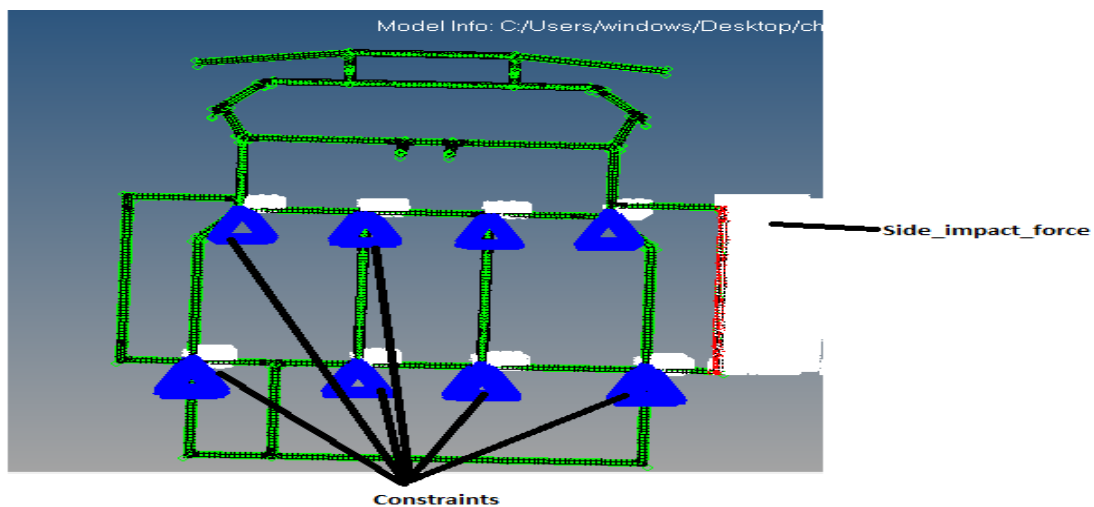 Model Info: C:/Users/windows/Desktop/ch
Side_impact_force
Constraints